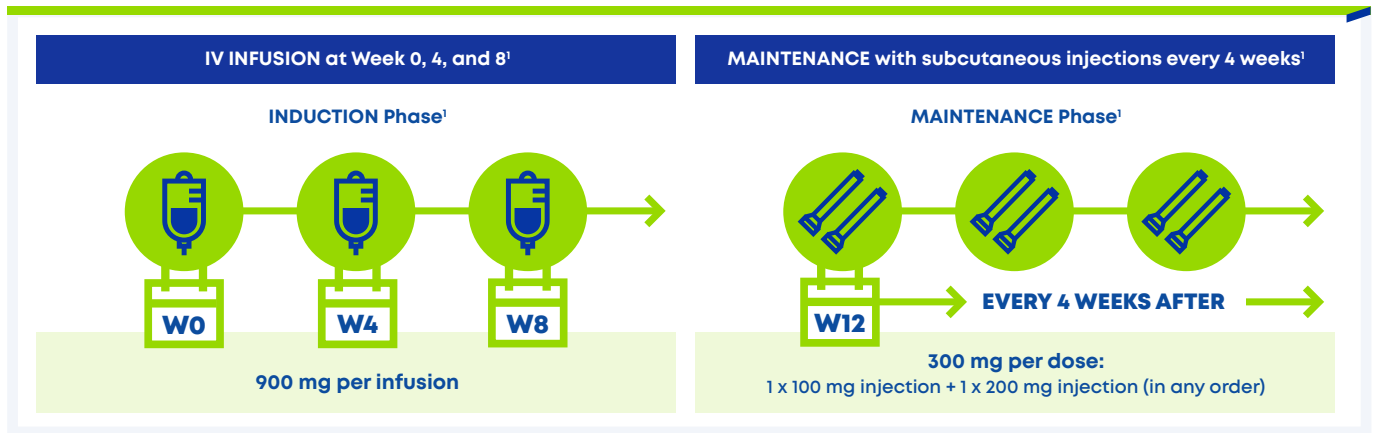 IV INFUSION at Week 0, 4, and 8¹
INDUCTION Phase¹
W0
W4
W8
900 mg per infusion
MAINTENANCE with subcutaneous injections every 4 weeks¹
MAINTENANCE Phase¹
W12
EVERY 4 WEEKS AFTER
300 mg per dose:
1 x 100 mg injection + 1 x 200 mg injection (in any order)